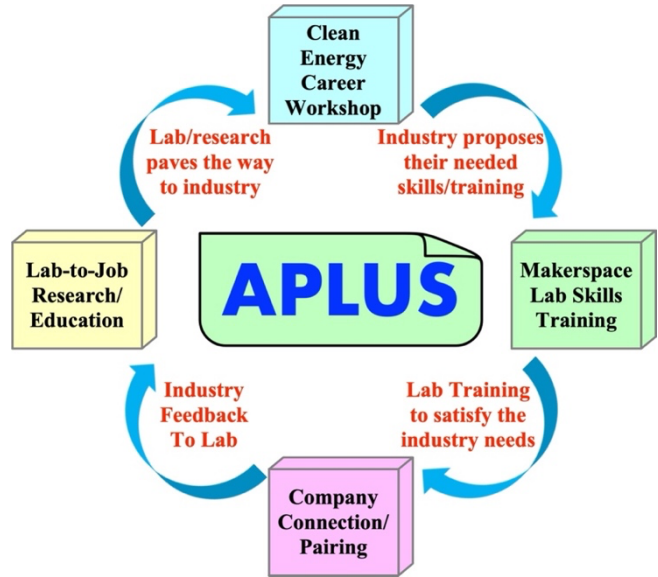 Clean
Energy
Career
Workshop
Lab/research
paves the way
to industry
Industry proposes
their needed
skills/training
Lab-to-Job
Research/
Education
APLUS
Makerspace
Lab Skills
Training
Industry
Feedback
To Lab
Lab Training
to satisfy the
industry needs
Company
Connection/
Pairing